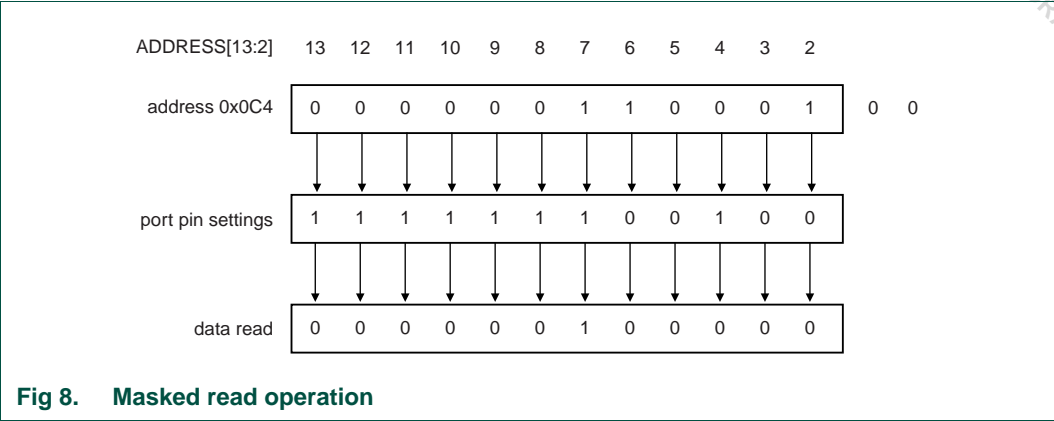 ADDRESS[13:2] 13 12 11 10 9 8 7 6 5 4 3 2
address 0x0C4 0 0 0 0 0 0 1 1 0 0 0 1 0 0
port pin settings 1 1 1 1 1 1 1 0 0 1 0 0
data read 0 0 0 0 0 0 1 0 0 0 0 0
Fig 8. Masked read operation